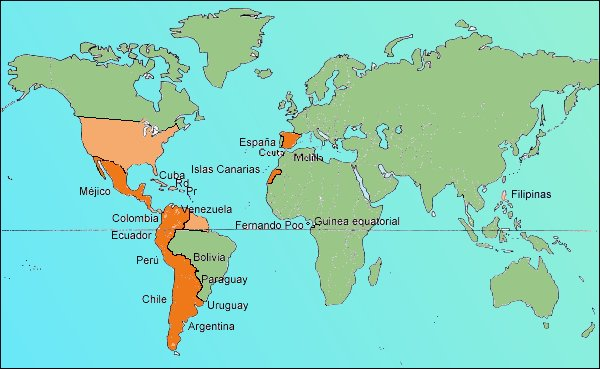 España
Ceuta
Melilla
Islas Canarias
Cuba
Rd
Pr
Méjico
Filipinas
Venezuela
Colombia
Fernando Poo
Guinea equatorial
Ecuador
Bolivia
Perú
Paraguay
Chile
Uruguay
Argentina